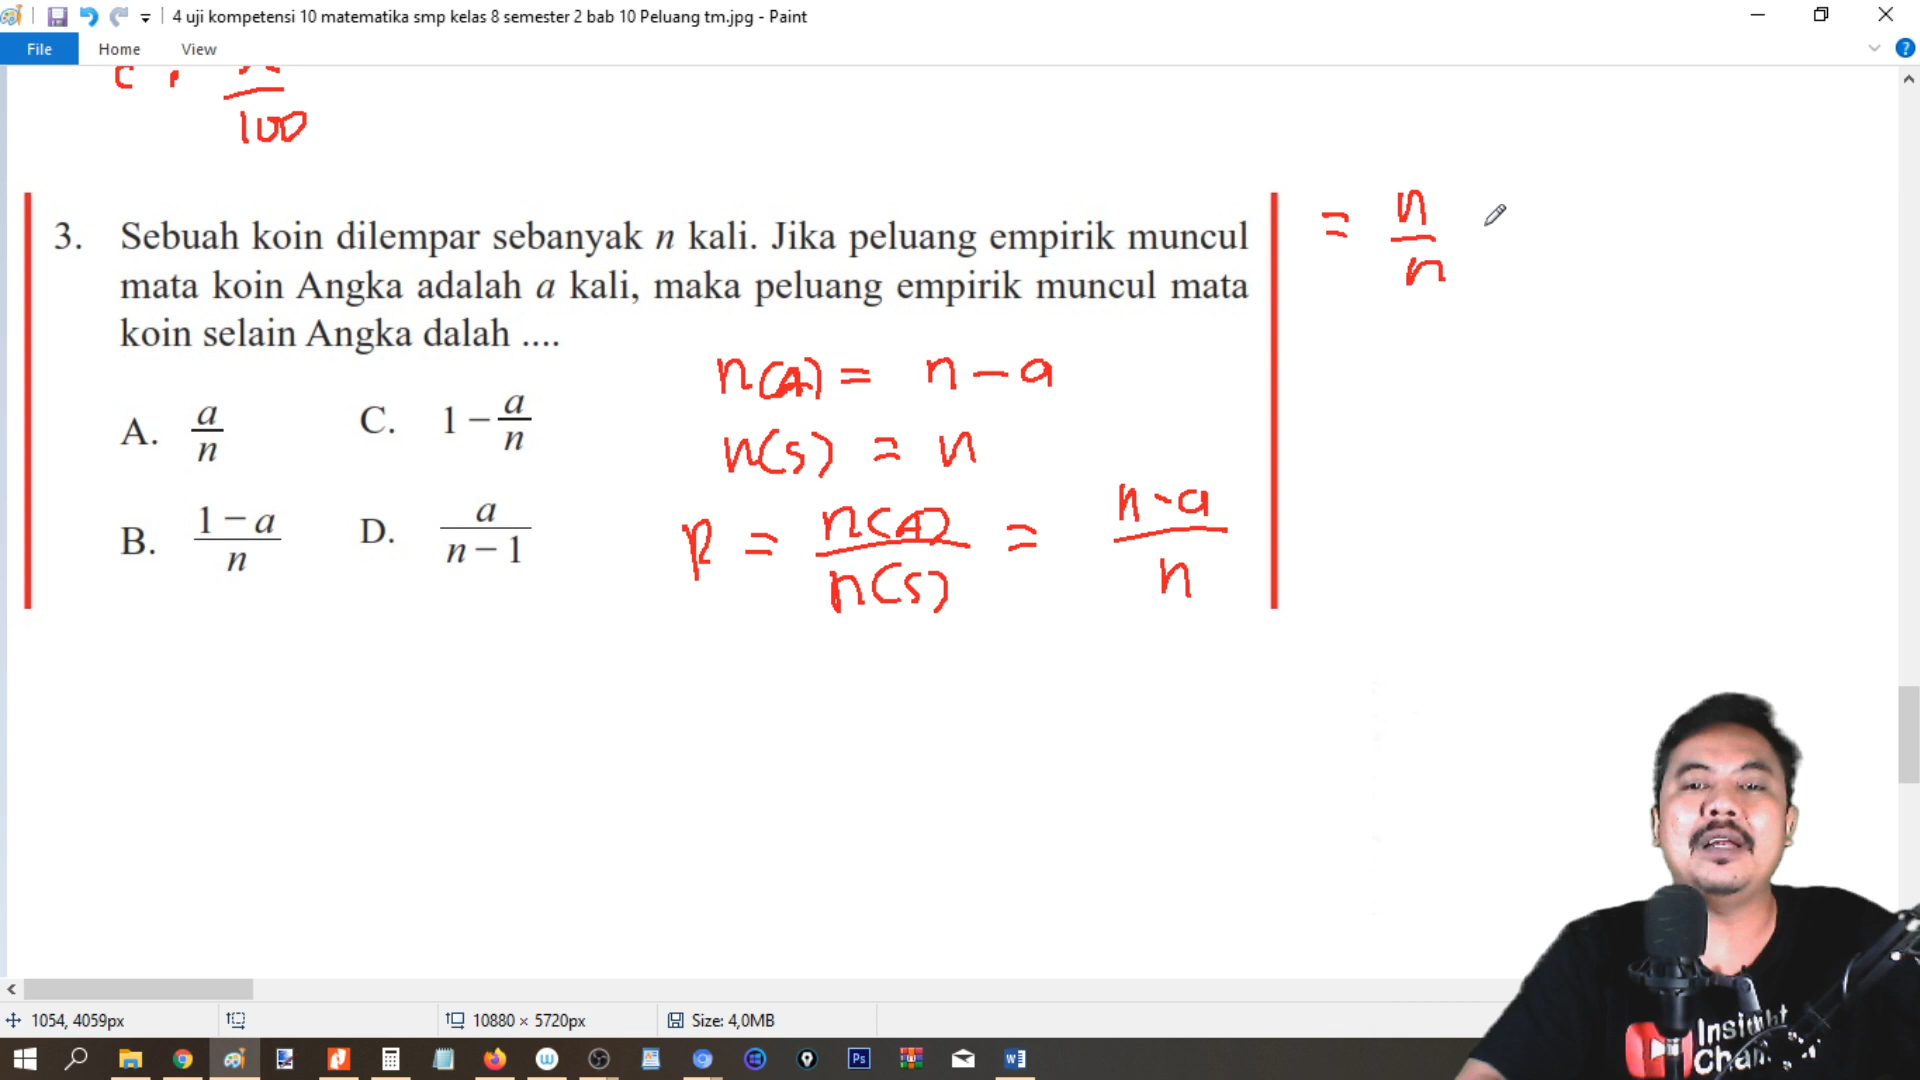 4 uji kompetensi 10 matematika smp kelas 8 semester 2 bab 10 Peluang tm.jpg - Paint
File Home View
100
3. Sebuah koin dilempar sebanyak n kali. Jika peluang empirik muncul
mata koin Angka adalah a kali, maka peluang empirik muncul mata
koin selain Angka dalah ....
A. a/n C. 1 – a/n
B. 1 – a/n D. a/n – 1
n(A) = n – a
n(S) = n
P = n(A)/n(S) = n - a/n
= n/n
1054, 4059px
10880 × 5720px
Size: 4,0MB
Insight
Chan